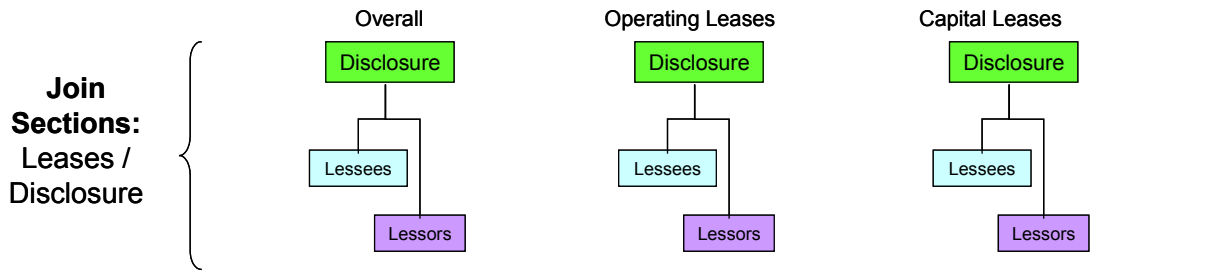 Overall
Operating Leases
Capital Leases
Join
Sections:
Leases /
Disclosure
Disclosure
Lessees
Lessors
Disclosure
Lessees
Lessors
Disclosure
Lessees
Lessors